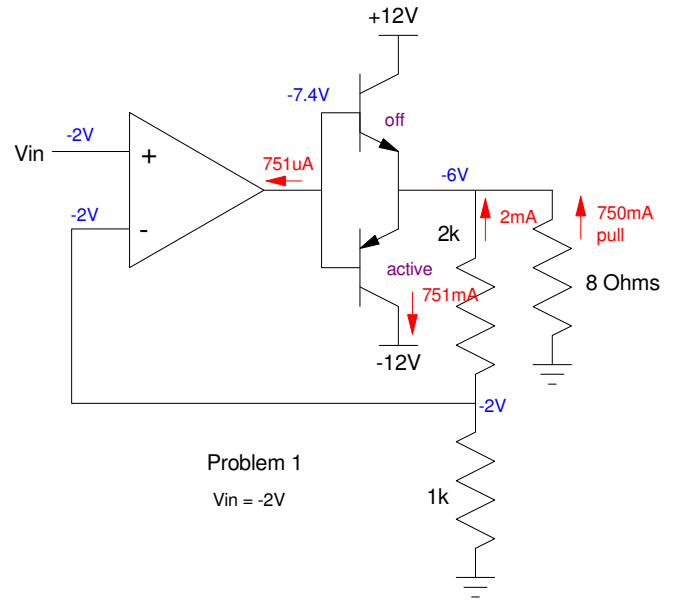 +12V
-7.4V
off
-2V
Vin
+
751uA
-6V
-2V
-
2k
2mA
750mA
pull
active
751mA
8 Ohms
-12V
-2V
Problem 1
Vin = -2V
1k